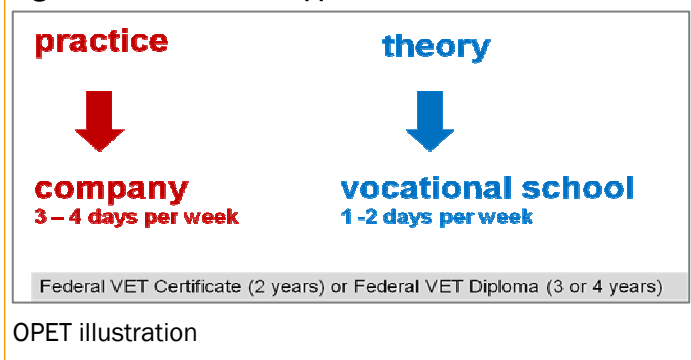 practice
theory
company
3 – 4 days per week
vocational school
1 -2 days per week
Federal VET Certificate (2 years) or Federal VET Diploma (3 or 4 years)
OPET illustration